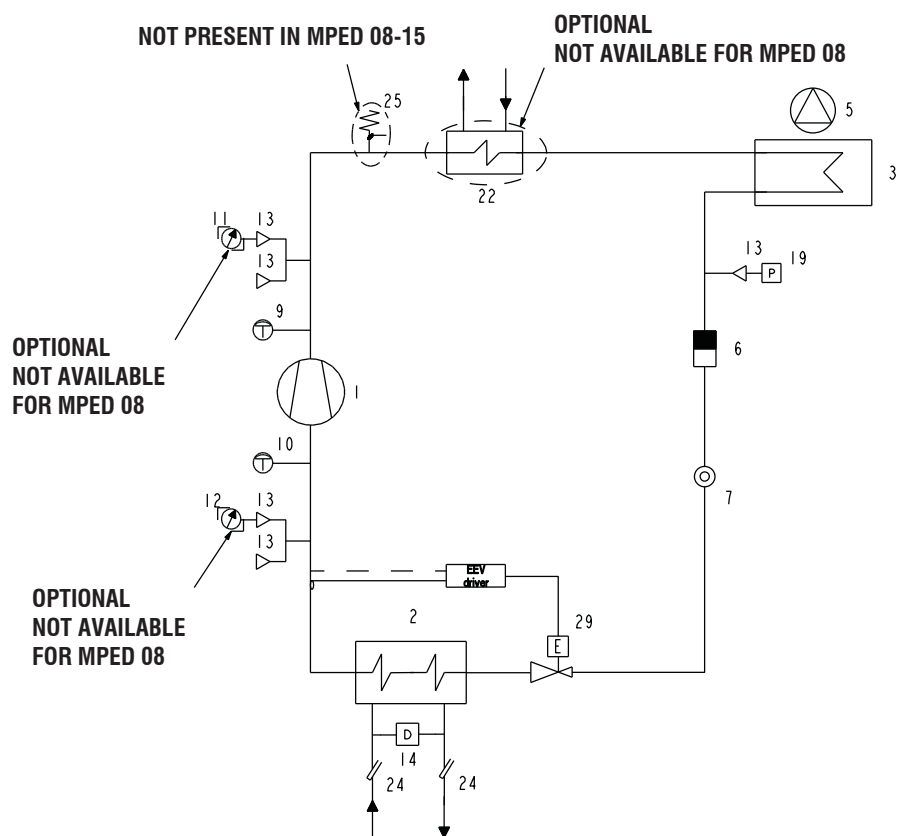 NOT PRESENT IN MPED 08-15
OPTIONAL
NOT AVAILABLE FOR MPED 08
25
5
3
22
11
13
13
13
19
P
9
OPTIONAL
NOT AVAILABLE
FOR MPED 08
6
1
10
7
12
13
13
EEV
driver
OPTIONAL
NOT AVAILABLE
FOR MPED 08
2
29
E
D
14
24
24